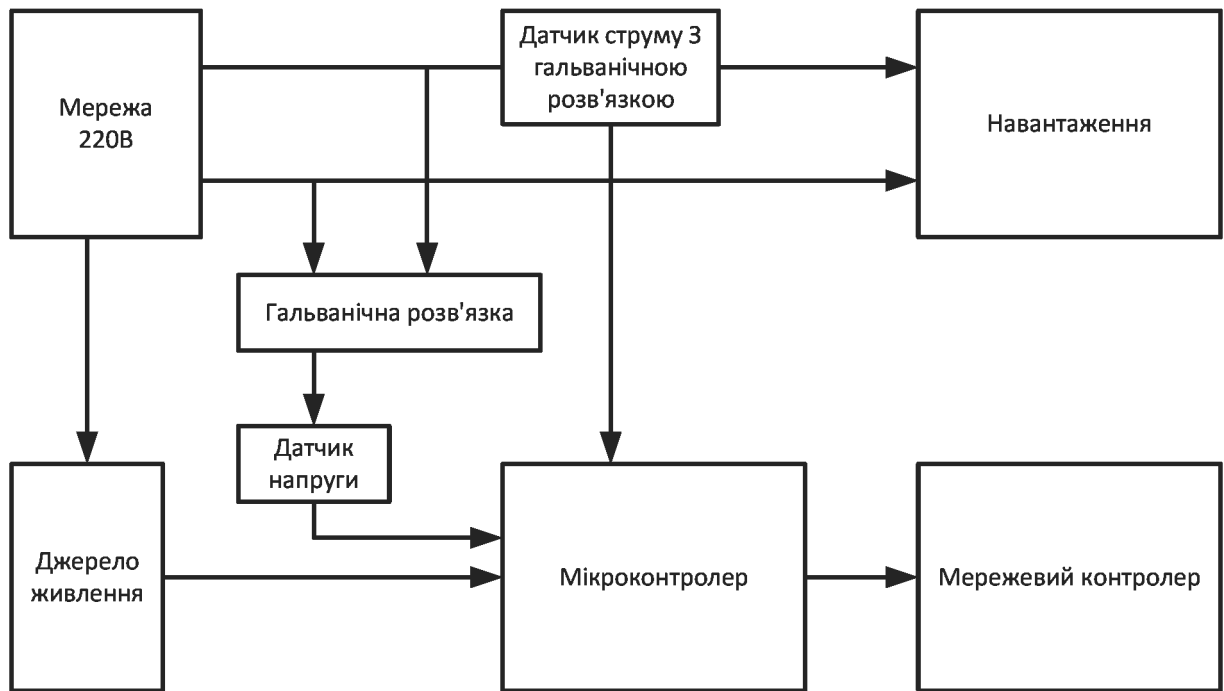 Мережа
220В
Датчик струму З
гальванічною
розв'язкою
Навантаження
Гальванічна розв'язка
Датчик
напруги
Джерело
живлення
Мікроконтролер
Мережевий контролер